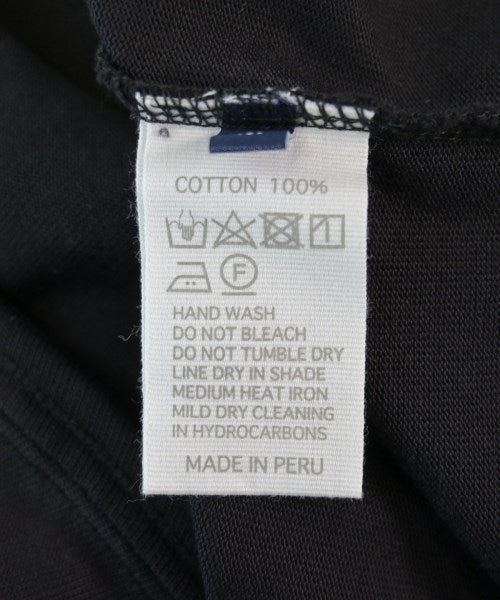 COTTON 100%
F
HAND WASH
DO NOT BLEACH
DO NOT TUMBLE DRY
LINE DRY IN SHADE
MEDIUM HEAT IRON
MILD DRY CLEANING
IN HYDROCARBONS
MADE IN PERU